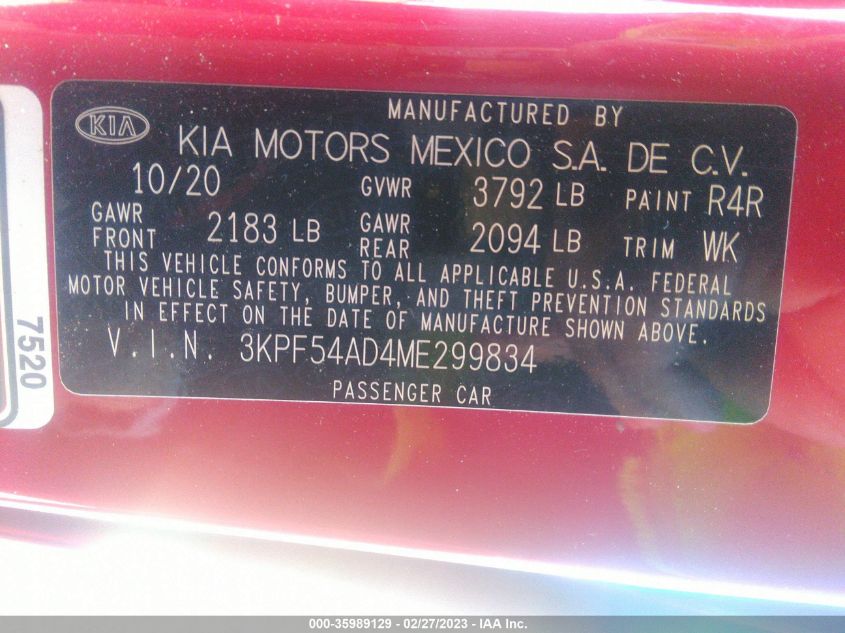 MANUFACTURED BY
KIA KIA MOTORS MEXICO S.A. DE C.V.
10/20 GVWR 3792 LB PAINT R4R
GAWR FRONT 2183 LB GAWR REAR 2094 LB TRIM WK
THIS VEHICLE CONFORMS TO ALL APPLICABLE U.S.A. FEDERAL
MOTOR VEHICLE SAFETY, BUMPER, AND THEFT PREVENTION STANDARDS
IN EFFECT ON THE DATE OF MANUFACTURE SHOWN ABOVE.
V.I.N. 3KPF54AD4ME299834
PASSENGER CAR
7520
000-35989129 - 02/27/2023 - © IAA Inc.